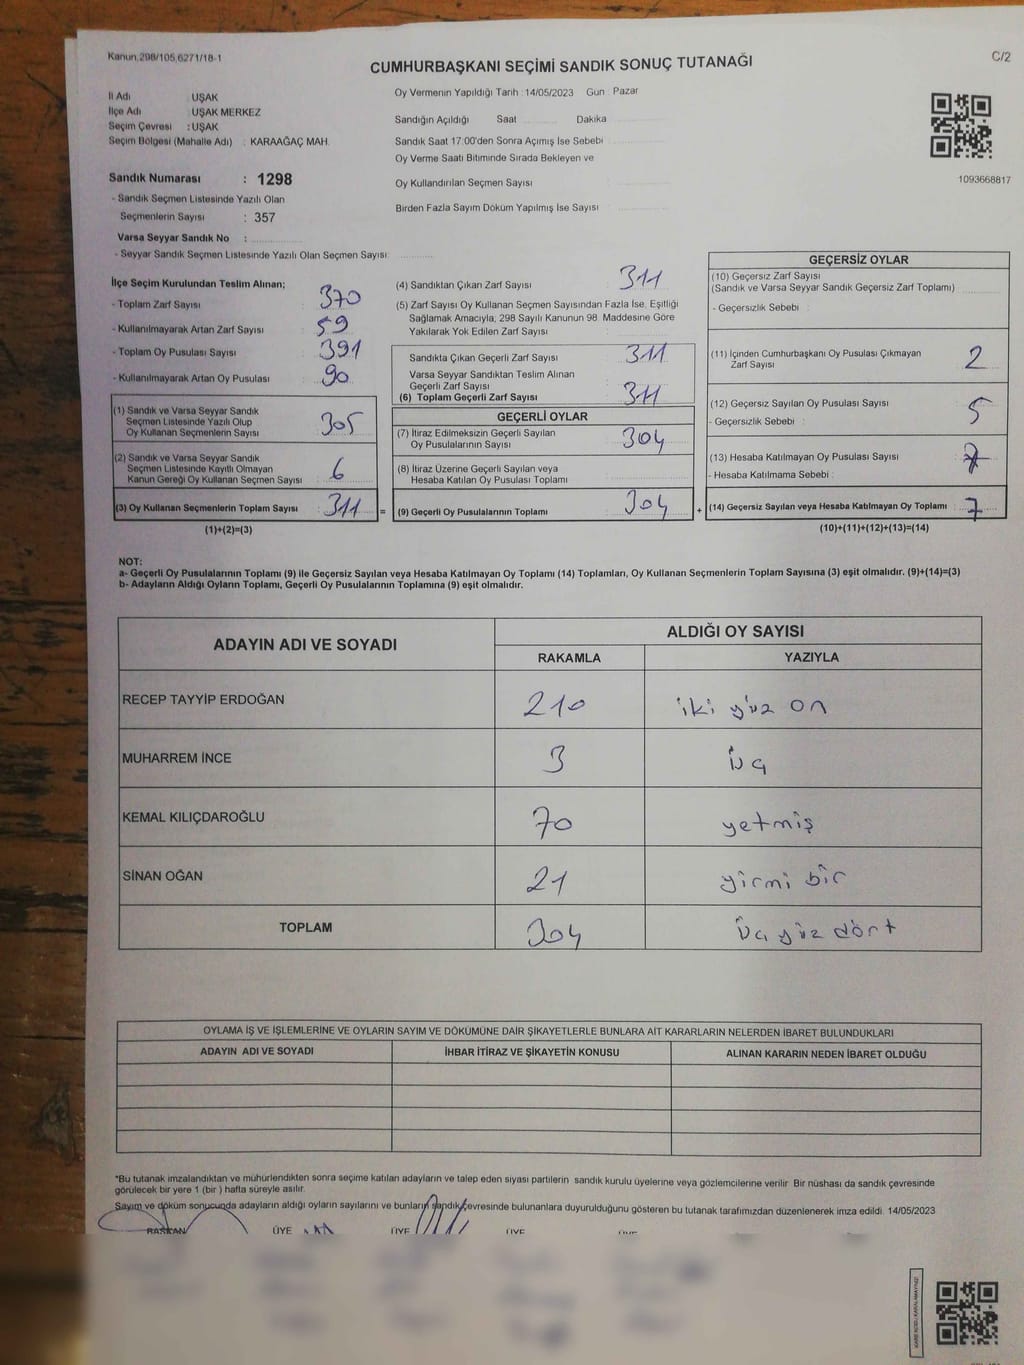 Kanun 298/105,6271/18-1
C/2
CUMHURBAŞKANI SEÇİMİ SANDIK SONUÇ TUTANAĞI
İl Adı : UŞAK
İlçe Adı : UŞAK MERKEZ
Seçim Çevresi : UŞAK
Seçim Bölgesi (Mahalle Adı) : KARAAĞAÇ MAH.
Sandık Numarası : 1298
- Sandık Seçmen Listesinde Yazılı Olan
Seçmenlerin Sayısı : 357
Varsa Seyyar Sandık No :
- Seyyar Sandık Seçmen Listesinde Yazılı Olan Seçmen Sayısı:
Oy Vermenin Yapıldığı Tarih : 14/05/2023 Gün : Pazar
Sandığın Açıldığı Saat Dakika
Sandık Saat 17:00'den Sonra Açımış İse Sebebi
Oy Verme Saati Bitiminde Sırada Bekleyen ve
Oy Kullandırılan Seçmen Sayısı
Birden Fazla Sayım Döküm Yapılmış İse Sayısı
1093668817
İlçe Seçim Kurulundan Teslim Alınan;
- Toplam Zarf Sayısı 370
- Kullanılmayarak Artan Zarf Sayısı 59
- Toplam Oy Pusulası Sayısı 391
- Kullanılmayarak Artan Oy Pusulası 90
(1) Sandık ve Varsa Seyyar Sandık
Seçmen Listesinde Yazılı Olup
Oy Kullanan Seçmenlerin Sayısı 305
(2) Sandık ve Varsa Seyyar Sandık
Seçmen Listesinde Kayıtlı Olmayan
Kanun Gereği Oy Kullanan Seçmen Sayısı 6
(3) Oy Kullanan Seçmenlerin Toplam Sayısı 311 =
(1)+(2)=(3)
(4) Sandıktan Çıkan Zarf Sayısı 311
(5) Zarf Sayısı Oy Kullanan Seçmen Sayısından Fazla İse, Eşitliği
Sağlamak Amacıyla, 298 Sayılı Kanunun 98. Maddesine Göre
Yakılarak Yok Edilen Zarf Sayısı
Sandıkta Çıkan Geçerli Zarf Sayısı 311
Varsa Seyyar Sandıktan Teslim Alınan
Geçerli Zarf Sayısı
(6) Toplam Geçerli Zarf Sayısı 311
GEÇERLİ OYLAR
(7) İtiraz Edilmeksizin Geçerli Sayılan
Oy Pusulalarının Sayısı 304
(8) İtiraz Üzerine Geçerli Sayılan veya
Hesaba Katılan Oy Pusulası Toplamı
(9) Geçerli Oy Pusulalarının Toplamı 304 +
GEÇERSİZ OYLAR
(10) Geçersiz Zarf Sayısı
(Sandık ve Varsa Seyyar Sandık Geçersiz Zarf Toplamı)
- Geçersizlik Sebebi :
(11) İçinden Cumhurbaşkanı Oy Pusulası Çıkmayan
Zarf Sayısı 2
(12) Geçersiz Sayılan Oy Pusulası Sayısı 5
- Geçersizlik Sebebi :
(13) Hesaba Katılmayan Oy Pusulası Sayısı
- Hesaba Katılmama Sebebi :
(14) Geçersiz Sayılan veya Hesaba Katılmayan Oy Toplamı 7
(10)+(11)+(12)+(13)=(14)
NOT:
a- Geçerli Oy Pusulalarının Toplamı (9) ile Geçersiz Sayılan veya Hesaba Katılmayan Oy Toplamı (14) Toplamları, Oy Kullanan Seçmenlerin Toplam Sayısına (3) eşit olmalıdır. (9)+(14)=(3)
b- Adayların Aldığı Oyların Toplamı, Geçerli Oy Pusulalarının Toplamına (9) eşit olmalıdır.
ADAYIN ADI VE SOYADI ALDIĞI OY SAYISI
RAKAMLA YAZIYLA
RECEP TAYYİP ERDOĞAN 210 iki yüz on
MUHARREM İNCE 3 üç
KEMAL KILIÇDAROĞLU 70 yetmiş
SİNAN OĞAN 21 yirmi bir
TOPLAM 304 üç yüz dört
OYLAMA İŞ VE İŞLEMLERİNE VE OYLARIN SAYIM VE DÖKÜMÜNE DAİR ŞİKAYETLERLE BUNLARA AİT KARARLARIN NELERDEN İBARET BULUNDUKLARI
ADAYIN ADI VE SOYADI İHBAR İTİRAZ VE ŞİKAYETİN KONUSU ALINAN KARARIN NEDEN İBARET OLDUĞU
*Bu tutanak imzalandıktan ve mühürlendikten sonra seçime katılan adayların ve talep eden siyasi partilerin sandık kurulu üyelerine veya gözlemcilerine verilir. Bir nüshası da sandık çevresinde
görülecek bir yere 1 (bir) hafta süreyle asılır.
Sayım ve döküm sonucunda adayların aldığı oyların sayılarını ve bunların sandık çevresinde bulunanlara duyurulduğunu gösteren bu tutanak tarafımızdan düzenlenerek imza edildi. 14/05/2023
BAŞKAN ÜYE ÜYE ÜYE ÜYE